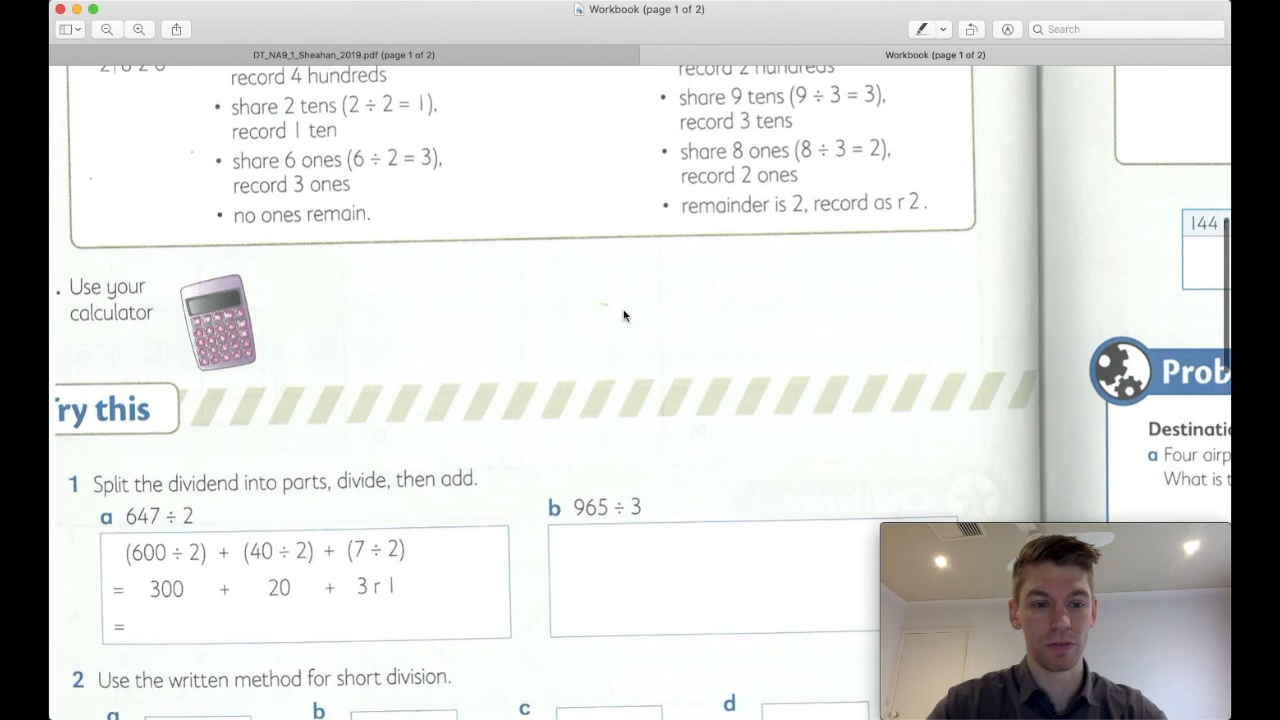 Workbook (page 1 of 2)
Search
DT_NA9_1_Sheahan_2019.pdf (page 1 of 2)
Workbook (page 1 of 2)
record 4 hundreds
• share 2 tens (2 ÷ 2 = 1),
record 1 ten
• share 6 ones (6 ÷ 2 = 3),
record 3 ones
• no ones remain.
record 2 hundreds
• share 9 tens (9 ÷ 3 = 3),
record 3 tens
• share 8 ones (8 ÷ 3 = 2),
record 2 ones
• remainder is 2, record as r 2.
144
. Use your
calculator
Try this
Prob
Destinati
a Four airp
What is t
1 Split the dividend into parts, divide, then add.
a 647 ÷ 2
(600 ÷ 2) + (40 ÷ 2) + (7 ÷ 2)
= 300 + 20 + 3 r 1
=
b 965 ÷ 3
2 Use the written method for short division.
a b c d